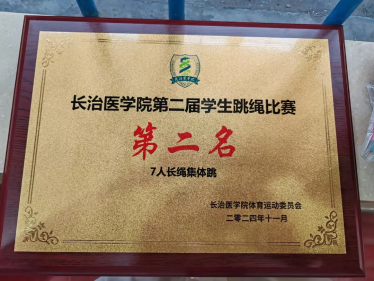 长治医学院第二届学生跳绳比赛
第二名
7人长绳集体跳
长治医学院体育运动委员会
二零二四年十一月